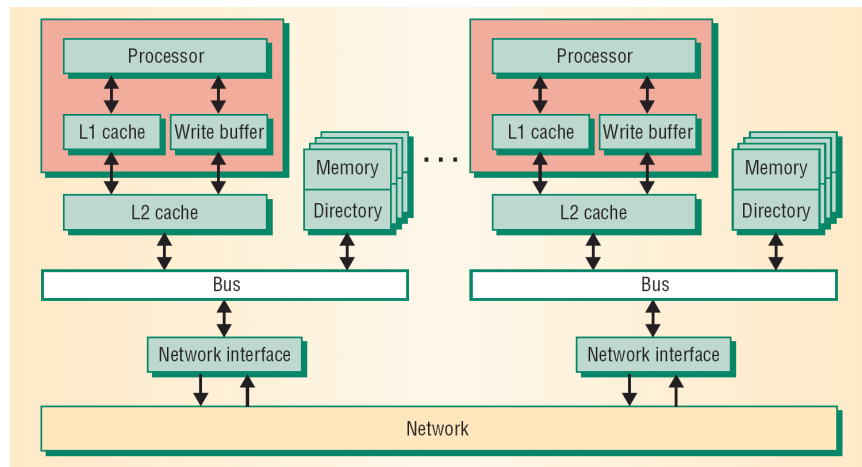 Processor
L1 cache
Write buffer
L2 cache
Memory
Directory
Bus
Network interface
...
Processor
L1 cache
Write buffer
L2 cache
Memory
Directory
Bus
Network interface
Network